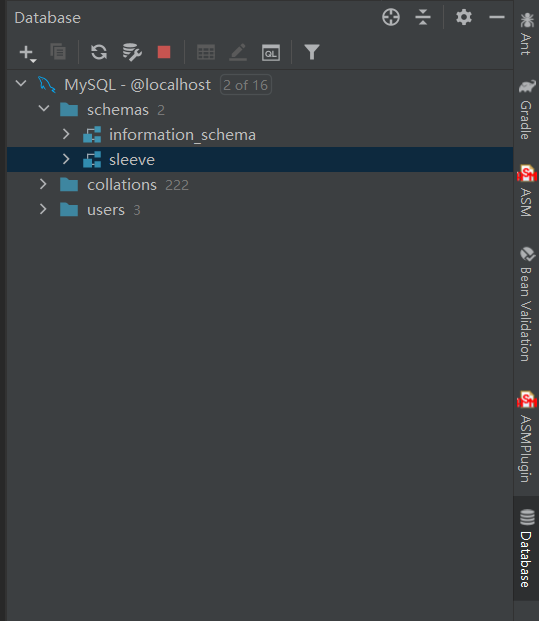 Database
MySQL - @localhost 2 of 16
schemas 2
information_schema
sleeve
collations 222
users 3
QL
Ant
Gradle
ASM
Bean Validation
ASMPlugin
Database